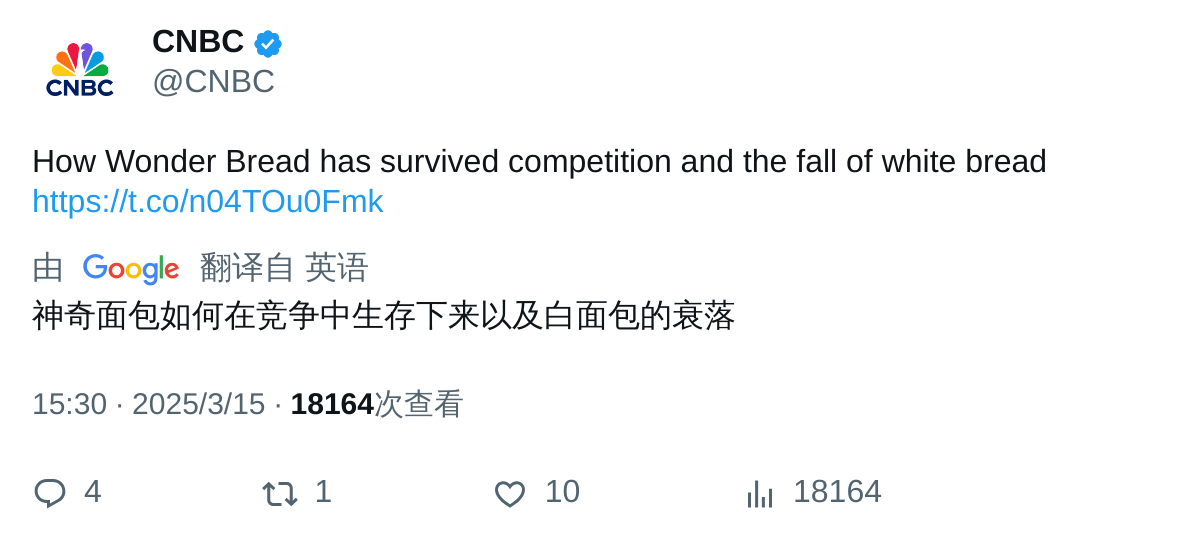 CNBC
CNBC
@CNBC
How Wonder Bread has survived competition and the fall of white bread
https://t.co/n04TOu0Fmk
由 Google 翻译自 英语
神奇面包如何在竞争中生存下来以及白面包的衰落
15:30 · 2025/3/15 · 18164次查看
4 1 10 18164